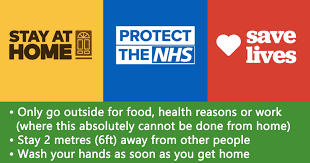 STAY AT
HOME
PROTECT
THE NHS
save
lives
• Only go outside for food, health reasons or work
(where this absolutely cannot be done from home)
• Stay 2 metres (6ft) away from other people
• Wash your hands as soon as you get home